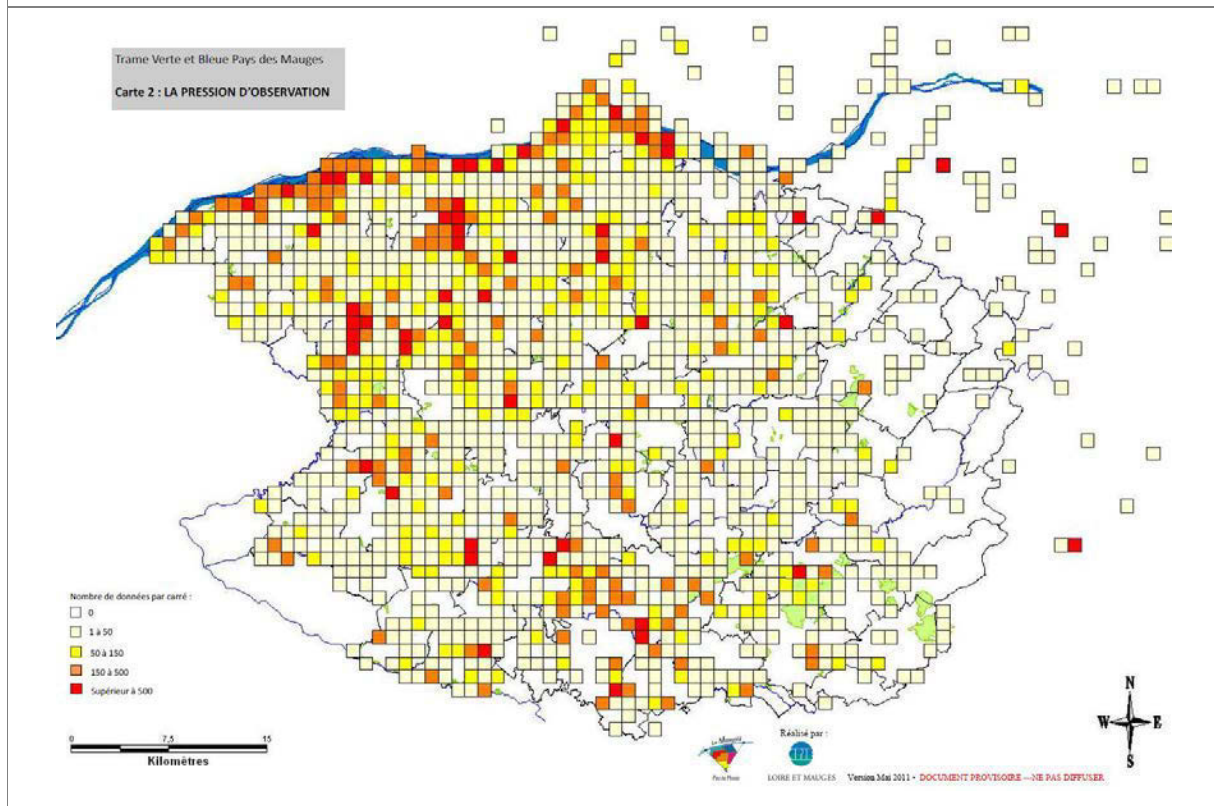 Trame Verte et Bleue Pays des Mauges
Carte 2 : LA PRESSION D'OBSERVATION
Nombre de données par carré :
0
1 à 50
50 à 150
150 à 500
Supérieur à 500
0 7,5 15
Kilomètres
N
W E
S
Réalisé par :
LOIRE ET MAUGES Version Mai 2011 - DOCUMENT PROVISOIRE —NE PAS DIFFUSER